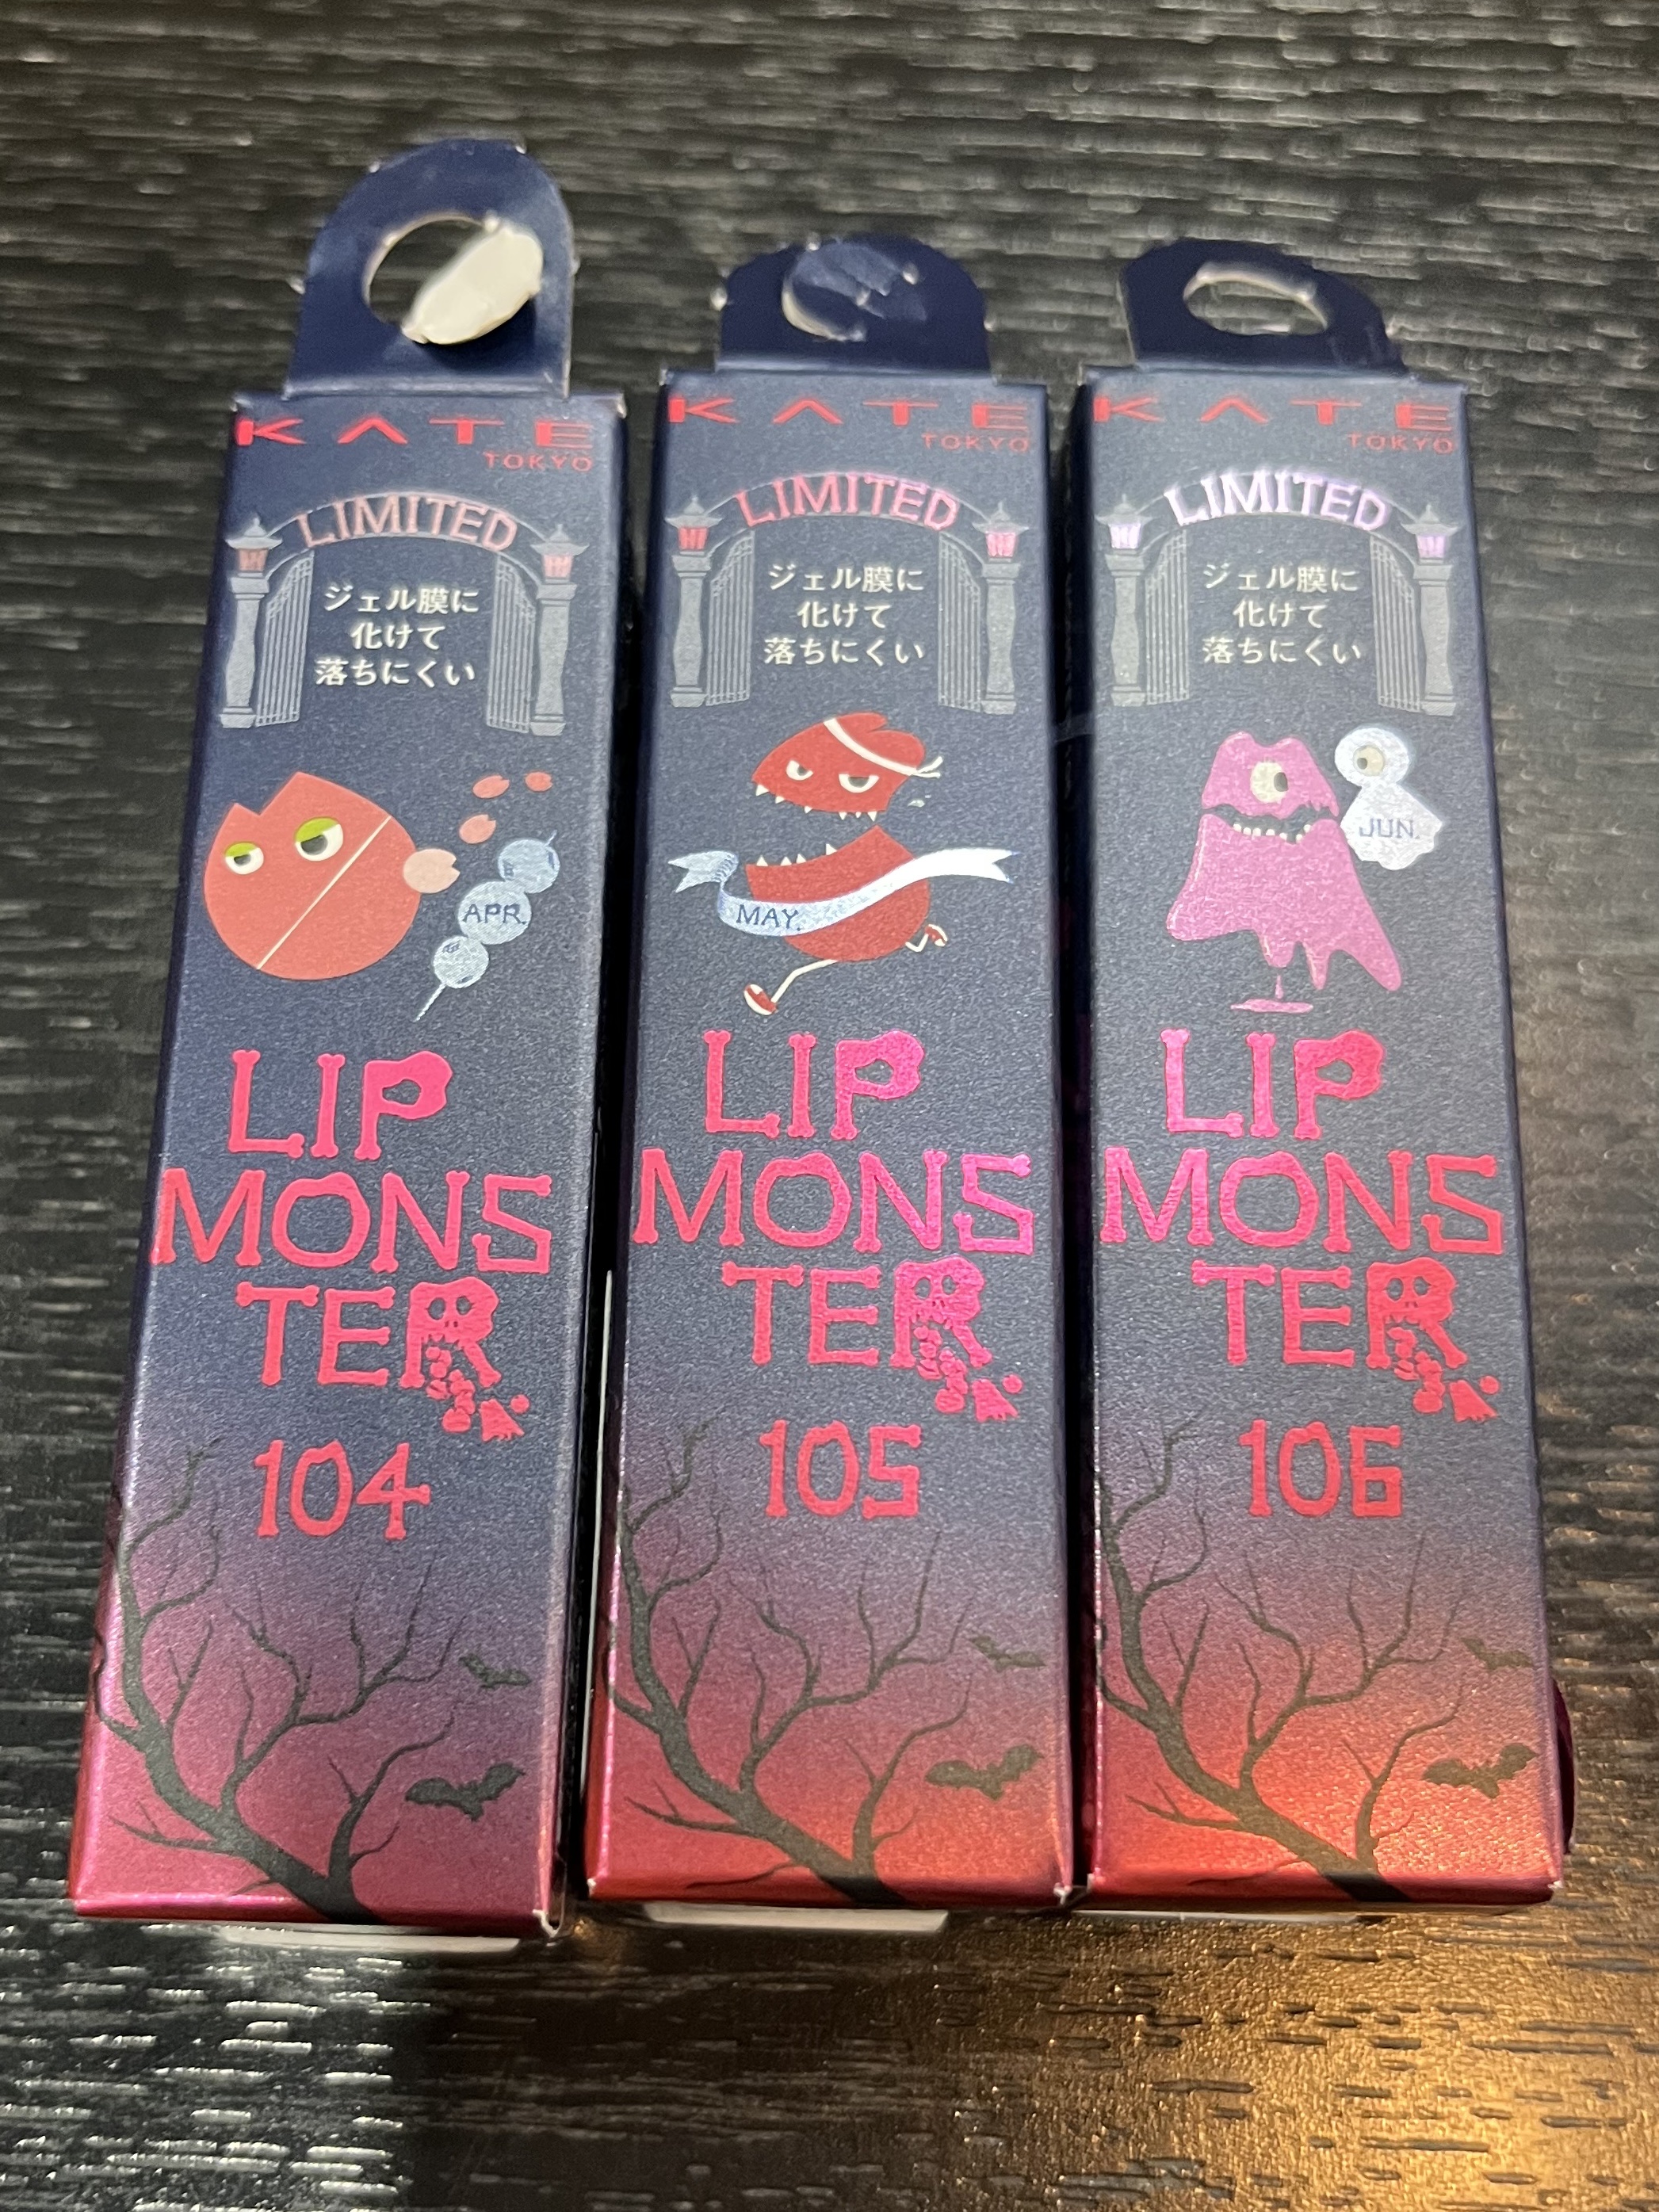 KATE
TOKYO
LIMITED
ジェル膜に
化けて
落ちにくい
APR.
LIP
MONS
TER
104
KATE
TOKYO
LIMITED
ジェル膜に
化けて
落ちにくい
MAY.
LIP
MONS
TER
105
KATE
TOKYO
LIMITED
ジェル膜に
化けて
落ちにくい
JUN.
LIP
MONS
TER
106